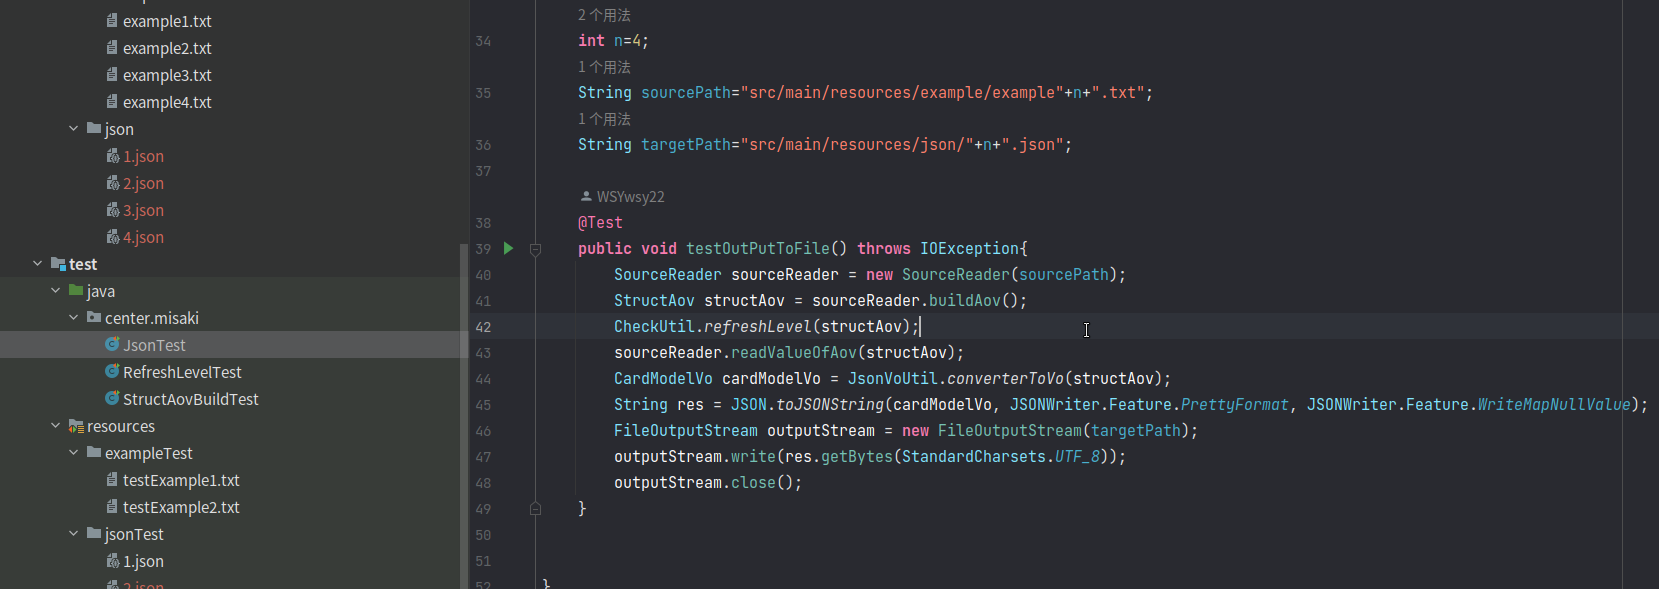 example1.txt
example2.txt
example3.txt
example4.txt
json
1.json
2.json
3.json
4.json
test
java
center.misaki
JsonTest
RefreshLevelTest
StructAovBuildTest
resources
exampleTest
testExample1.txt
testExample2.txt
jsonTest
1.json
2.json
2 个用法
34 int n=4;
1 个用法
35 String sourcePath="src/main/resources/example/example"+n+".txt";
1 个用法
36 String targetPath="src/main/resources/json/"+n+".json";
37
WSYwsy22
38 @Test
39 public void testOutPutToFile() throws IOException{
40 SourceReader sourceReader = new SourceReader(sourcePath);
41 StructAov structAov = sourceReader.buildAov();
42 CheckUtil.refreshLevel(structAov);
43 sourceReader.readValueOfAov(structAov);
44 CardModelVo cardModelVo = JsonVoUtil.converterToVo(structAov);
45 String res = JSON.toJSONString(cardModelVo, JSONWriter.Feature.PrettyFormat, JSONWriter.Feature.WriteMapNullValue);
46 FileOutputStream outputStream = new FileOutputStream(targetPath);
47 outputStream.write(res.getBytes(StandardCharsets.UTF_8));
48 outputStream.close();
49 }
50
51
52 }